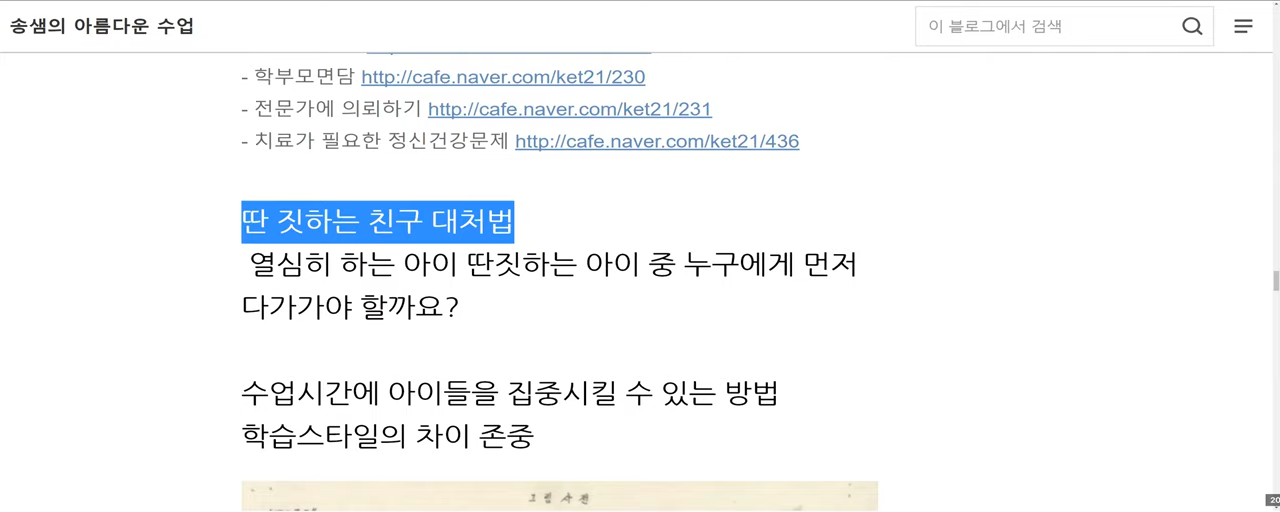 송샘의 아름다운 수업
이 블로그에서 검색
- 학부모면담 http://cafe.naver.com/ket21/230
- 전문가에 의뢰하기 http://cafe.naver.com/ket21/231
- 치료가 필요한 정신건강문제 http://cafe.naver.com/ket21/436
딴 짓하는 친구 대처법
열심히 하는 아이 딴짓하는 아이 중 누구에게 먼저
다가가야 할까요?
수업시간에 아이들을 집중시킬 수 있는 방법
학습스타일의 차이 존중
그림사전
20